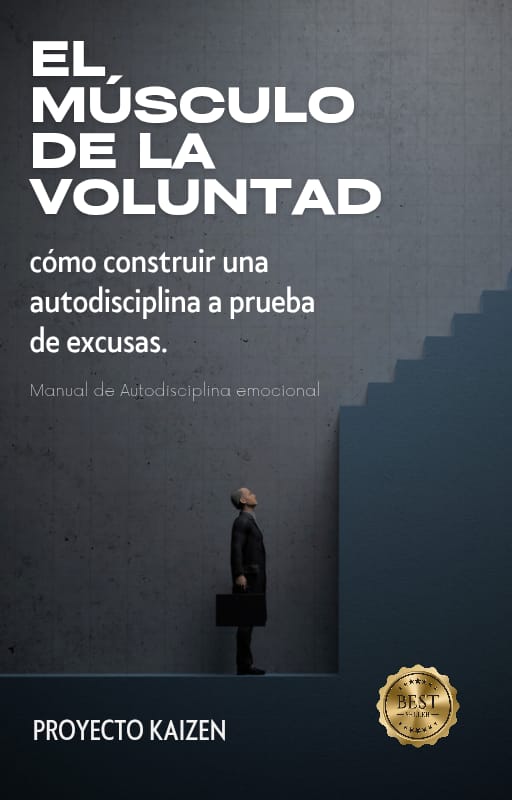 EL
MÚSCULO
DE LA
VOLUNTAD
cómo construir una
autodisciplina a prueba
de excusas.
Manual de Autodisciplina emocional
BEST
SELLER
PROYECTO KAIZEN